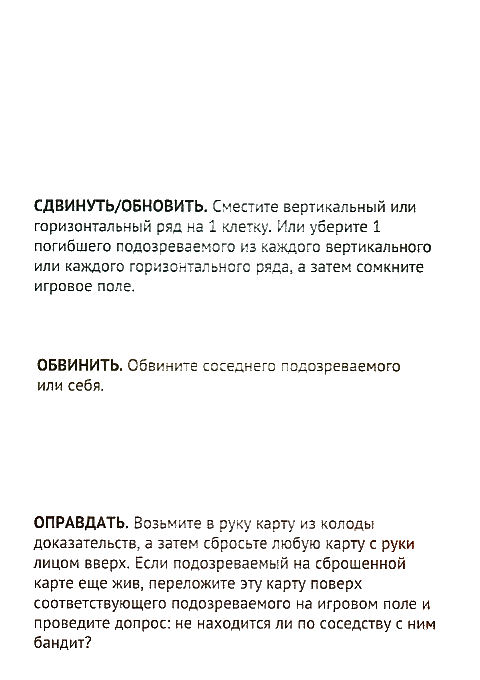 СДВИНУТЬ/ОБНОВИТЬ. Сместите вертикальный или
горизонтальный ряд на 1 клетку. Или уберите 1
погибшего подозреваемого из каждого вертикального
или каждого горизонтального ряда, а затем сомкните
игровое поле.
ОБВИНИТЬ. Обвините соседнего подозреваемого
или себя.
ОПРАВДАТЬ. Возьмите в руку карту из колоды
доказательств, а затем сбросьте любую карту с руки
лицом вверх. Если подозреваемый на сброшенной
карте еще жив, переложите эту карту поверх
соответствующего подозреваемого на игровом поле и
проведите допрос: не находится ли по соседству с ним
бандит?